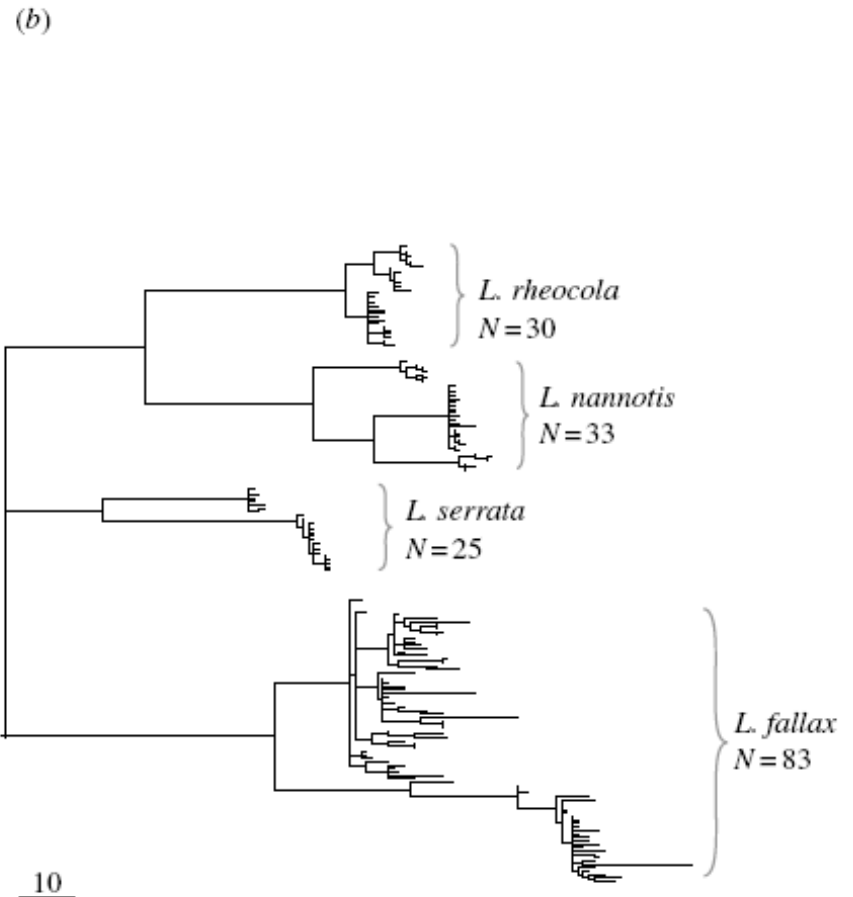 (b)
L. rheocola
N = 30
L. nannotis
N = 33
L. serrata
N = 25
L. fallax
N = 83
10